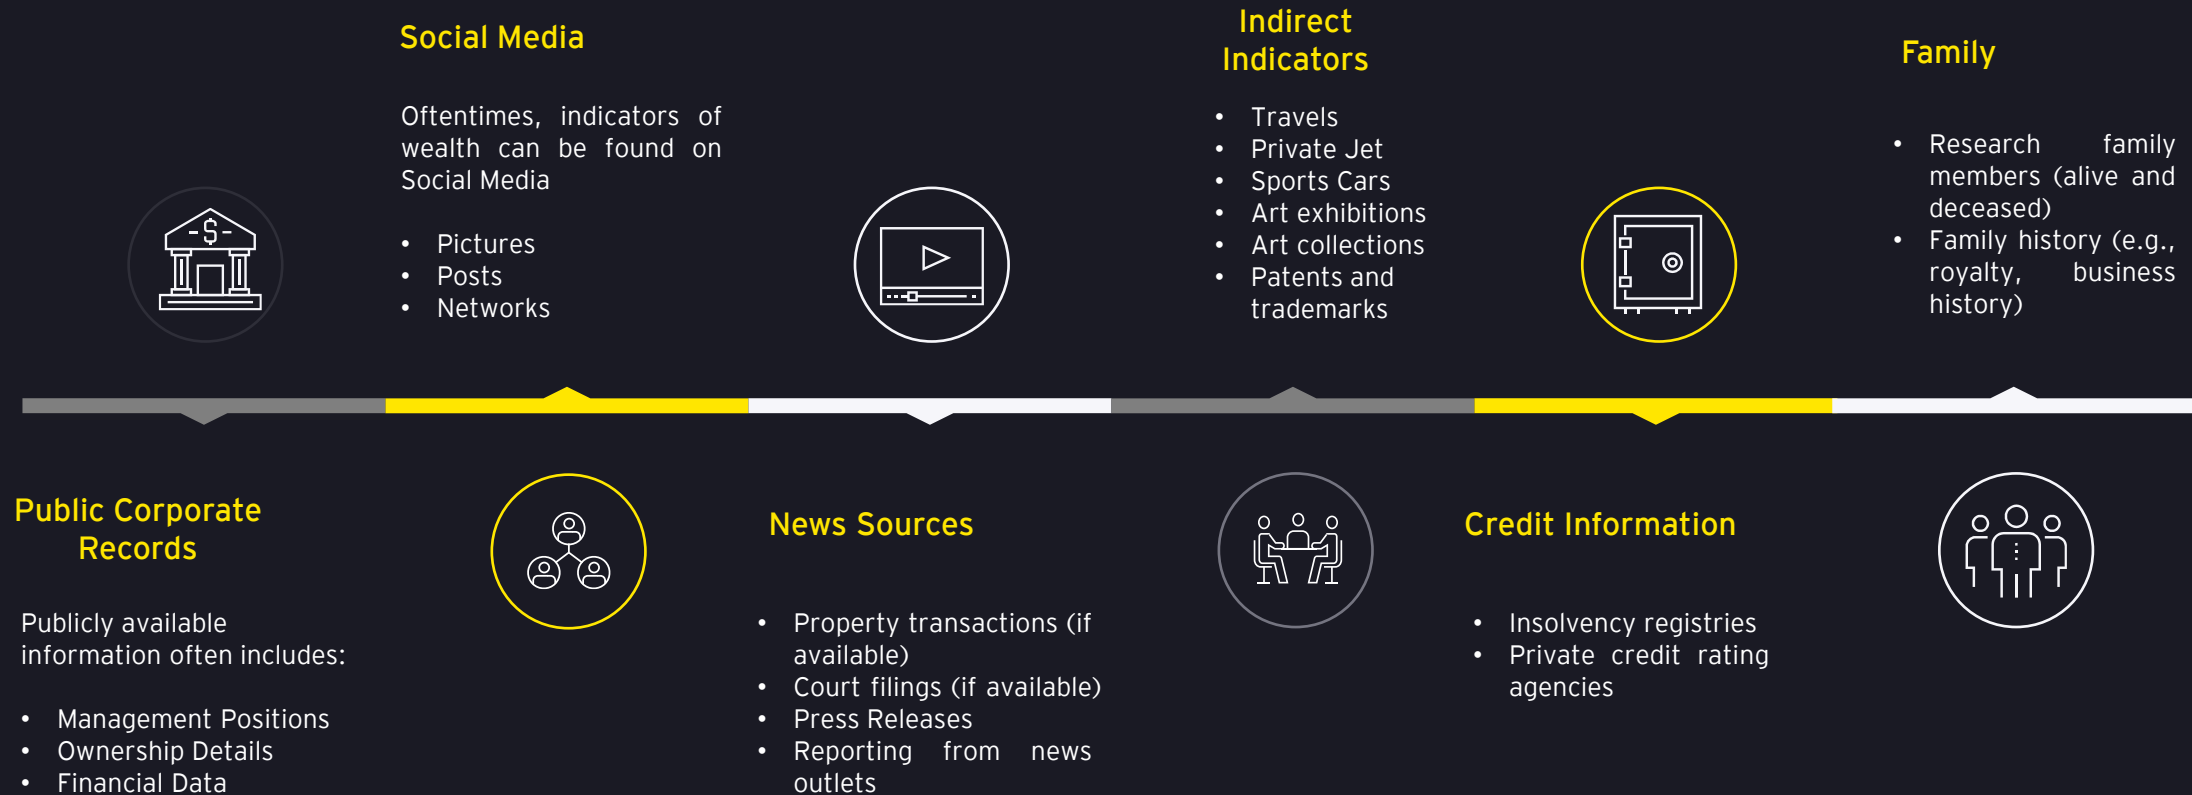 Social Media
Oftentimes, indicators of
wealth can be found on
Social Media
• Pictures
• Posts
• Networks
Indirect
Indicators
• Travels
• Private Jet
• Sports Cars
• Art exhibitions
• Art collections
• Patents and
trademarks
Family
• Research family
members (alive and
deceased)
• Family history (e.g.,
royalty, business
history)
-$-
Public Corporate
Records
Publicly available
information often includes:
• Management Positions
• Ownership Details
• Financial Data
News Sources
• Property transactions (if
available)
• Court filings (if available)
• Press Releases
• Reporting from news
outlets
Credit Information
• Insolvency registries
• Private credit rating
agencies